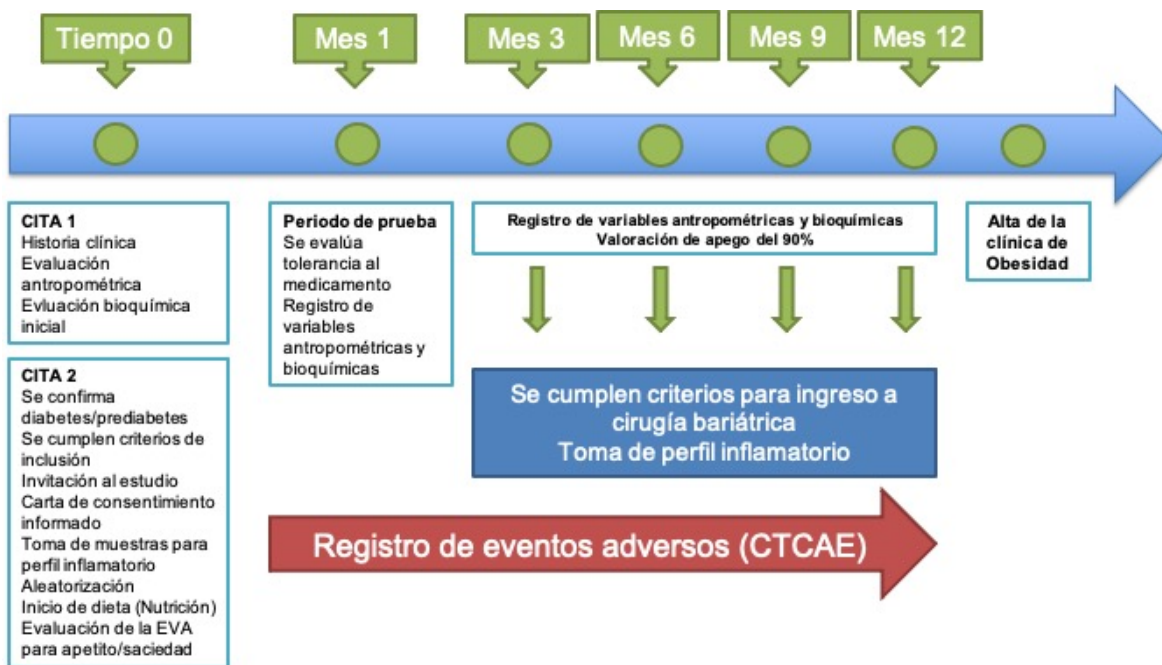 Tiempo 0
Mes 1
Mes 3
Mes 6
Mes 9
Mes 12
CITA 1
Historia clínica
Evaluación
antropométrica
Evluación bioquímica
inicial
CITA 2
Se confirma
diabetes/prediabetes
Se cumplen criterios de
inclusión
Invitación al estudio
Carta de consentimiento
informado
Toma de muestras para
perfil inflamatorio
Aleatorización
Inicio de dieta (Nutrición)
Evaluación de la EVA
para apetito/saciedad
Periodo de prueba
Se evalúa
tolerancia al
medicamento
Registro de
variables
antropométricas y
bioquímicas
Registro de variables antropométricas y bioquímicas
Valoración de apego del 90%
Alta de la
clínica de
Obesidad
Se cumplen criterios para ingreso a
cirugía bariátrica
Toma de perfil inflamatorio
Registro de eventos adversos (CTCAE)